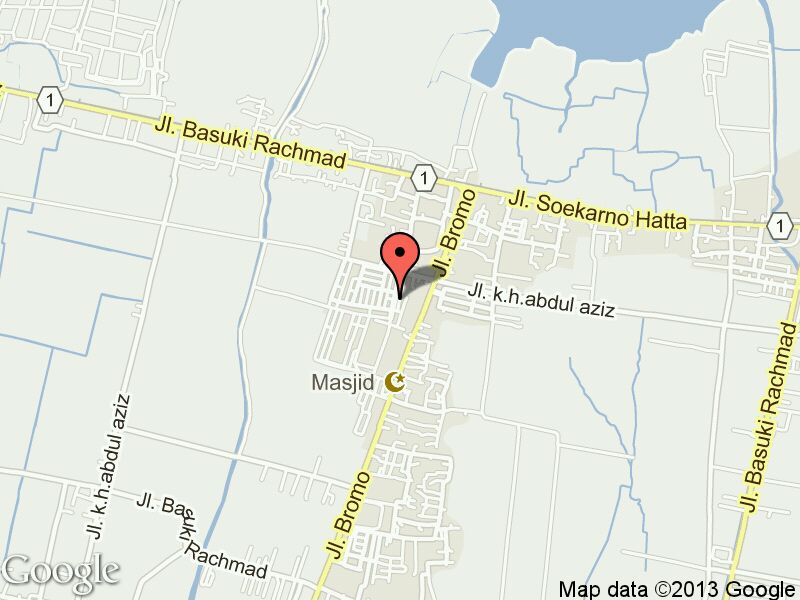 1
Jl. Basuki Rachmad
1
Jl. Soekarno Hatta
1
Jl. Bromo
Jl. k.h.abdul aziz
Masjid
Jl. Basuki Rachmad
Jl. k.h.abdul aziz
Jl. Basuki Rachmad
Jl. Bromo
Google
Map data ©2013 Google